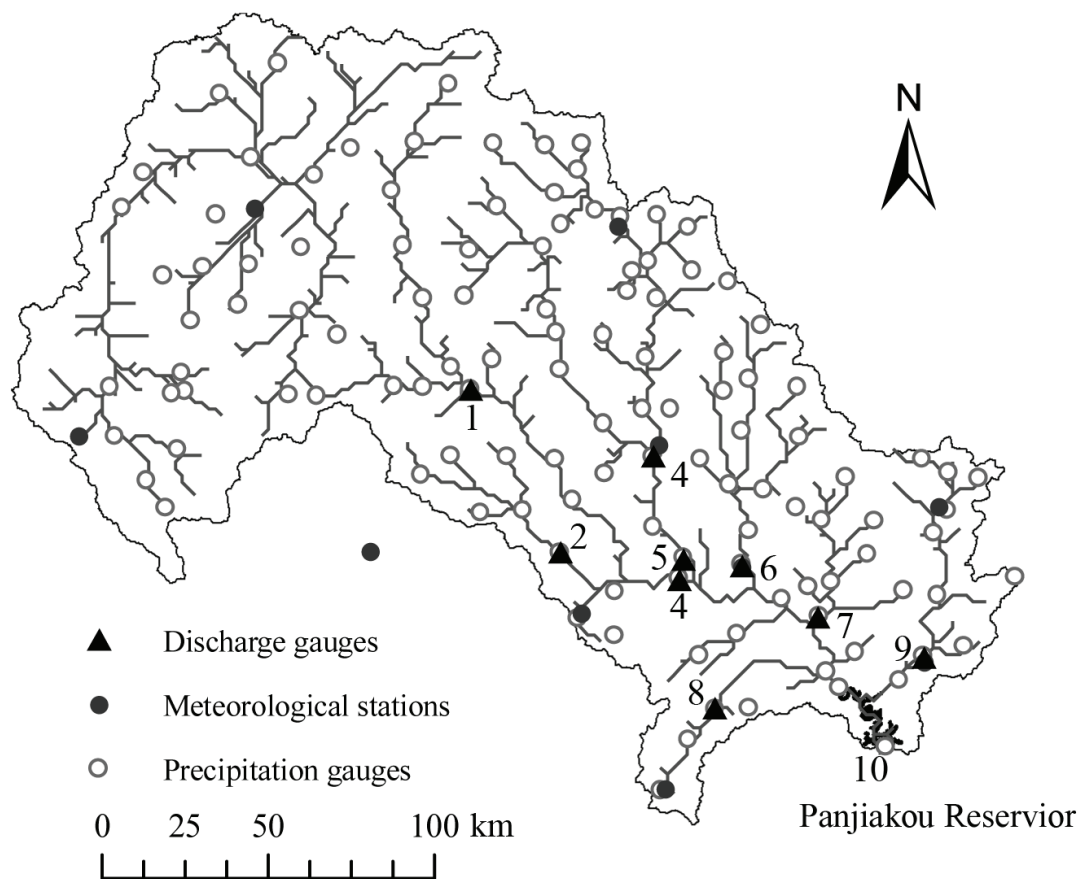 N
1
4
2
5
6
4
7
9
8
10
Panjiakou Reservior
Discharge gauges
Meteorological stations
Precipitation gauges
0 25 50 100 km